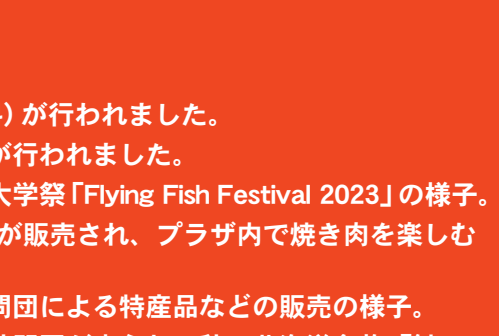 ）が行われました。
が行われました。
大学祭「Flying Fish Festival 2023」の様子。
が販売され、プラザ内で焼き肉を楽しむ
問団による特産品などの販売の様子。